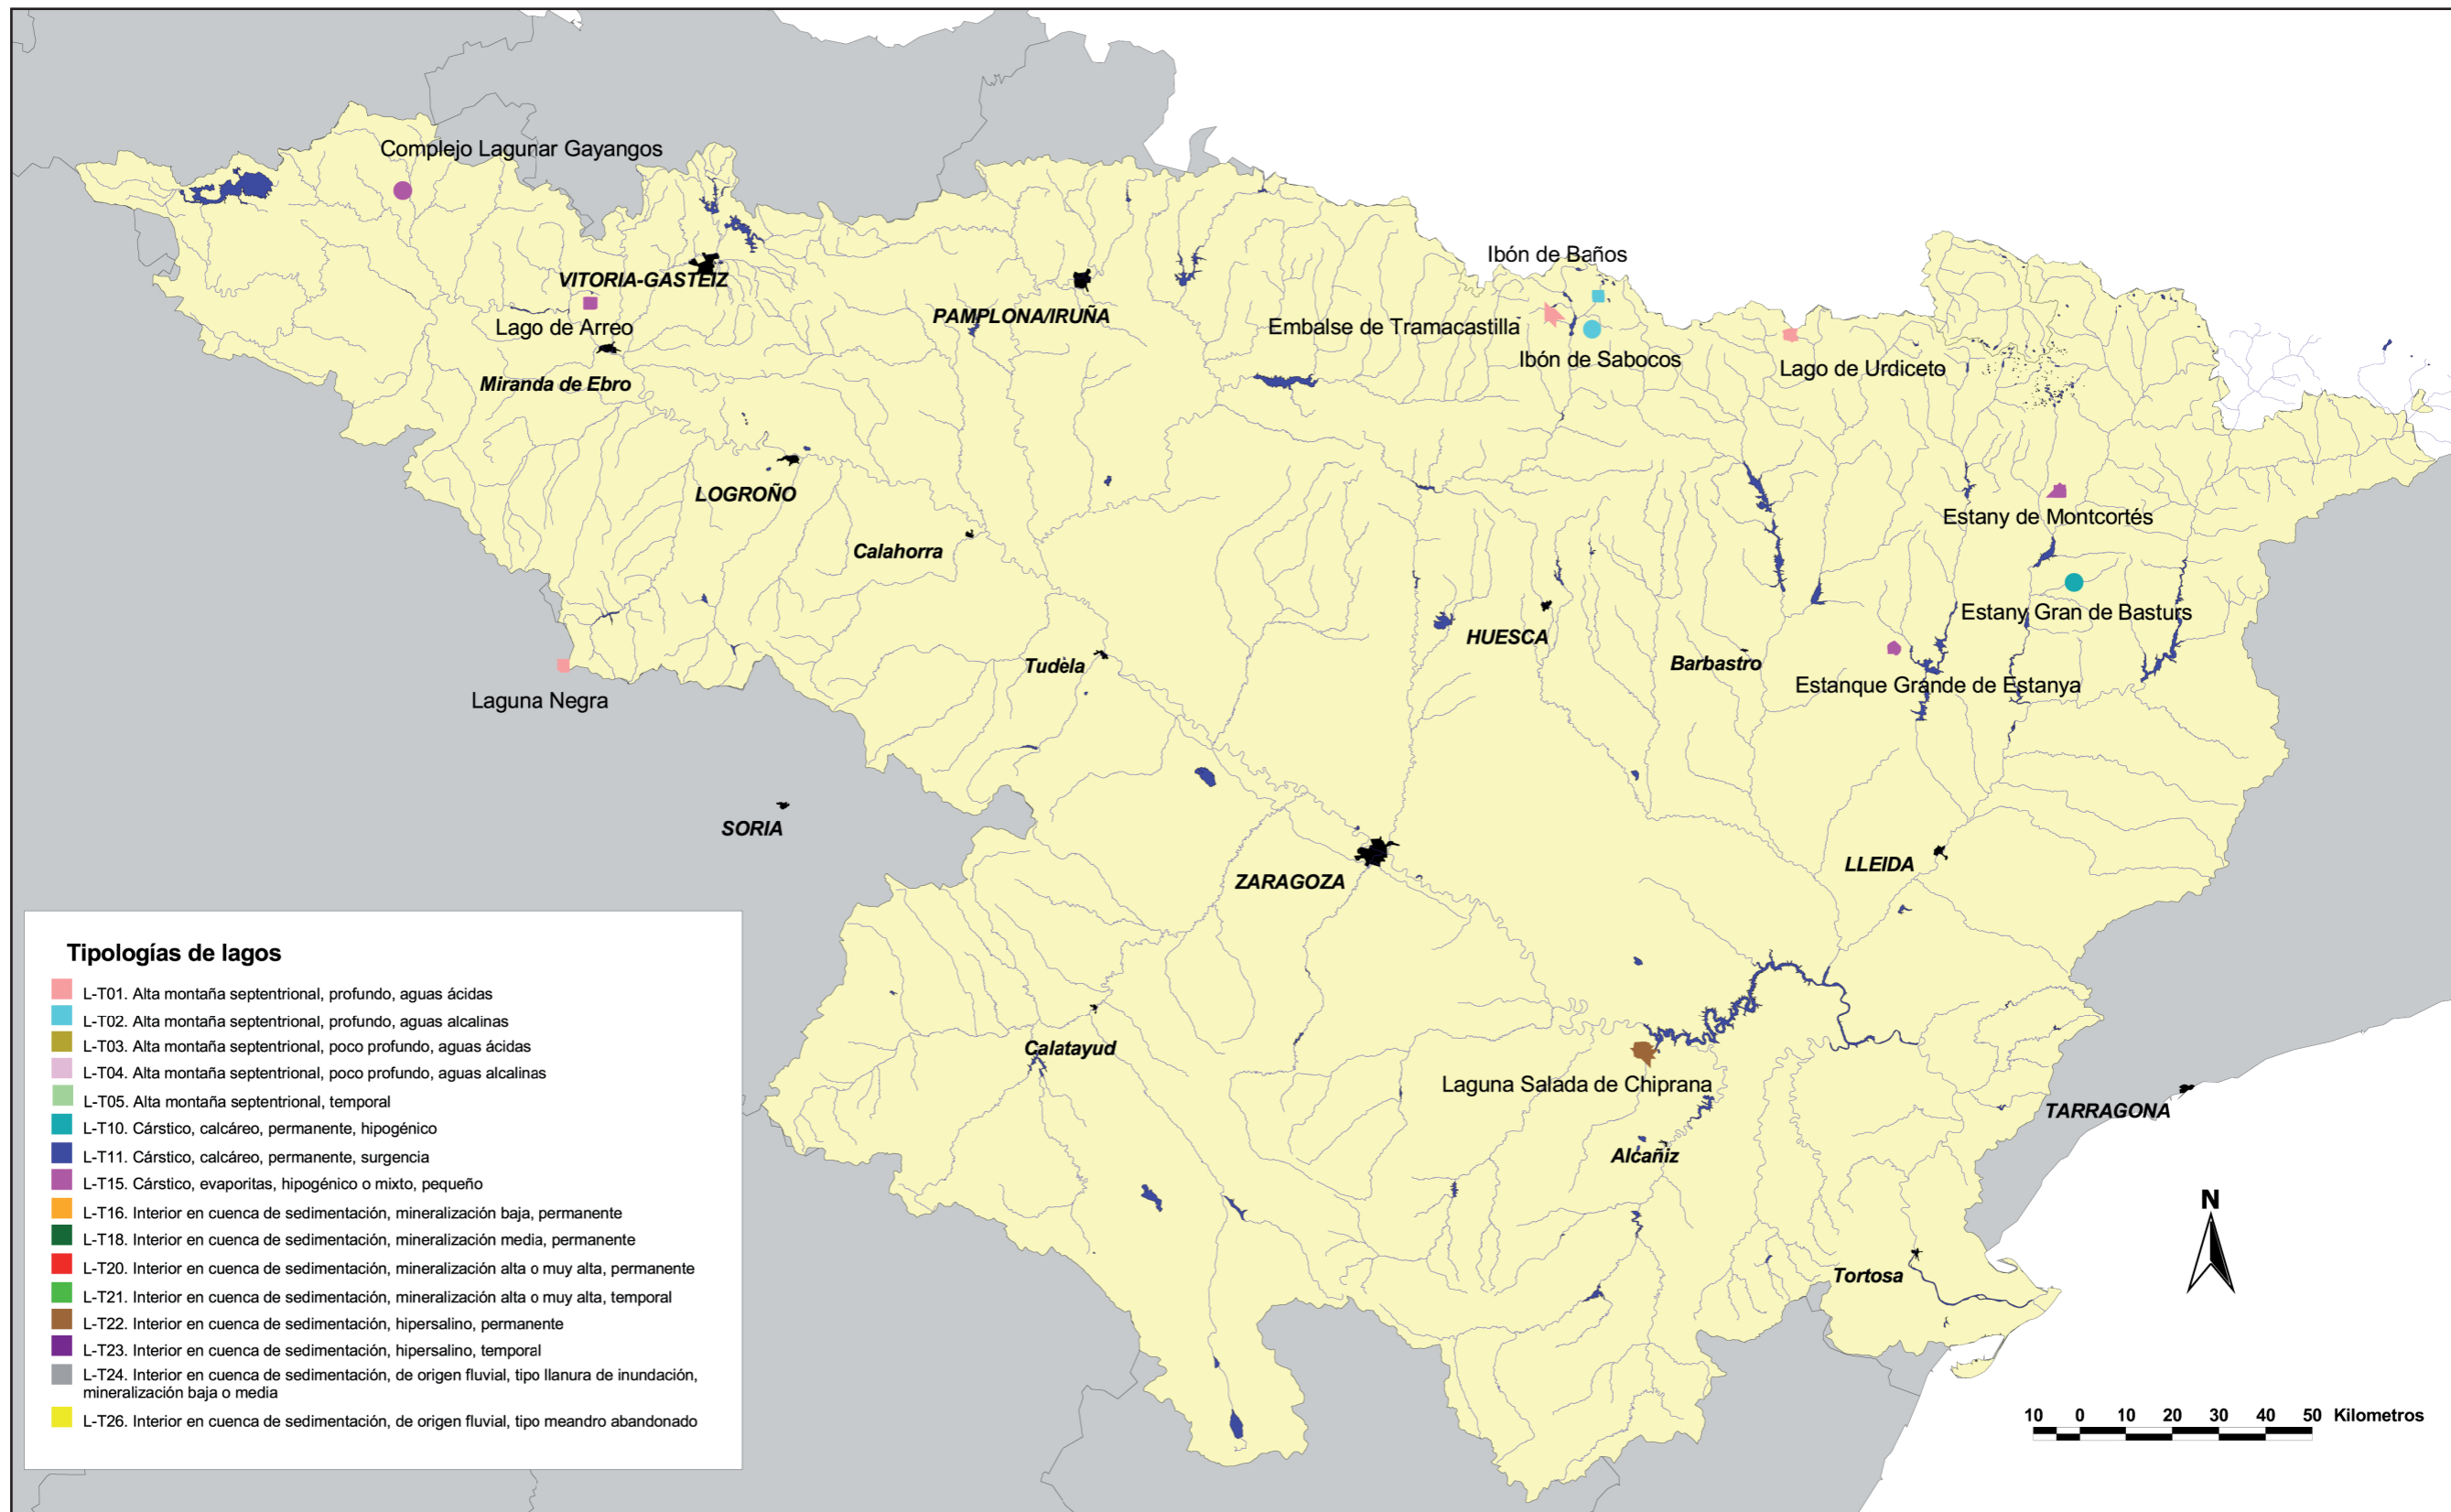 Complejo Lagunar Gayangos
VITORIA-GASTEIZ
Lago de Arreo
Miranda de Ebro
PAMPLONA/IRUÑA
Ibón de Baños
Embalse de Tramacastilla
Ibón de Sabocos
Lago de Urdiceto
LOGROÑO
Calahorra
Estany de Montcortés
Estany Gran de Basturs
HUESCA
Tudela
Barbastro
Estanque Grande de Estanya
Laguna Negra
SORIA
ZARAGOZA
LLEIDA
Calatayud
Laguna Salada de Chiprana
TARRAGONA
Alcañiz
Tortosa
N
10 0 10 20 30 40 50 Kilometros
Tipologías de lagos
L-T01. Alta montaña septentrional, profundo, aguas ácidas
L-T02. Alta montaña septentrional, profundo, aguas alcalinas
L-T03. Alta montaña septentrional, poco profundo, aguas ácidas
L-T04. Alta montaña septentrional, poco profundo, aguas alcalinas
L-T05. Alta montaña septentrional, temporal
L-T10. Cárstico, calcáreo, permanente, hipogénico
L-T11. Cárstico, calcáreo, permanente, surgencia
L-T15. Cárstico, evaporitas, hipogénico o mixto, pequeño
L-T16. Interior en cuenca de sedimentación, mineralización baja, permanente
L-T18. Interior en cuenca de sedimentación, mineralización media, permanente
L-T20. Interior en cuenca de sedimentación, mineralización alta o muy alta, permanente
L-T21. Interior en cuenca de sedimentación, mineralización alta o muy alta, temporal
L-T22. Interior en cuenca de sedimentación, hipersalino, permanente
L-T23. Interior en cuenca de sedimentación, hipersalino, temporal
L-T24. Interior en cuenca de sedimentación, de origen fluvial, tipo llanura de inundación,
mineralización baja o media
L-T26. Interior en cuenca de sedimentación, de origen fluvial, tipo meandro abandonado